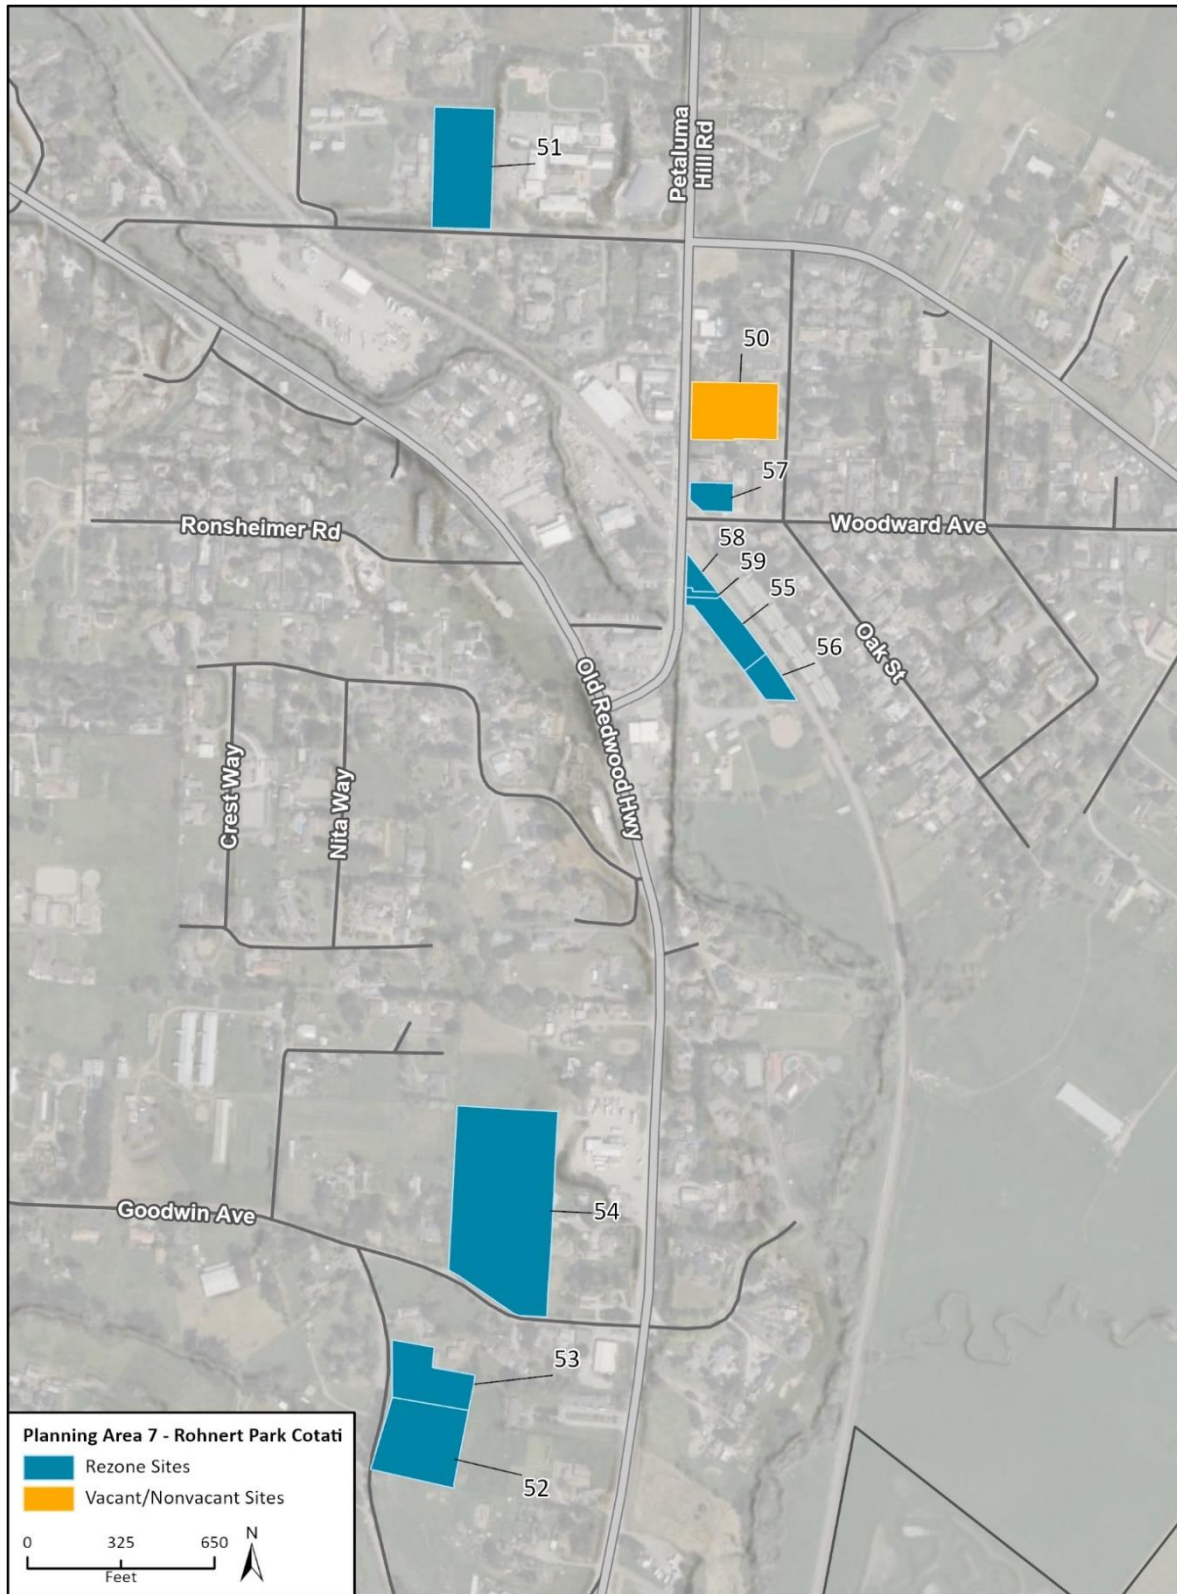 Petaluma
Hill Rd
51
50
57
Woodward Ave
Ronsheimer Rd
58
59
55
56
Oak St
Old Redwood Hwy
Crest Way
Nita Way
54
Goodwin Ave
53
52
Planning Area 7 - Rohnert Park Cotati
Rezone Sites
Vacant/Nonvacant Sites
0 325 650
Feet
N